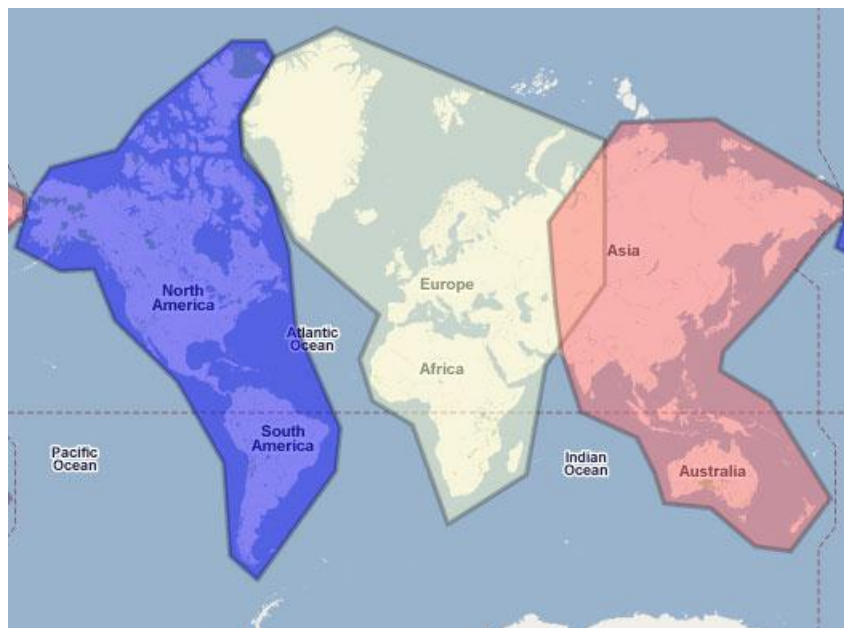 Asia
North
America
Europe
Atlantic
Ocean
Africa
South
America
Pacific
Ocean
Indian
Ocean
Australia